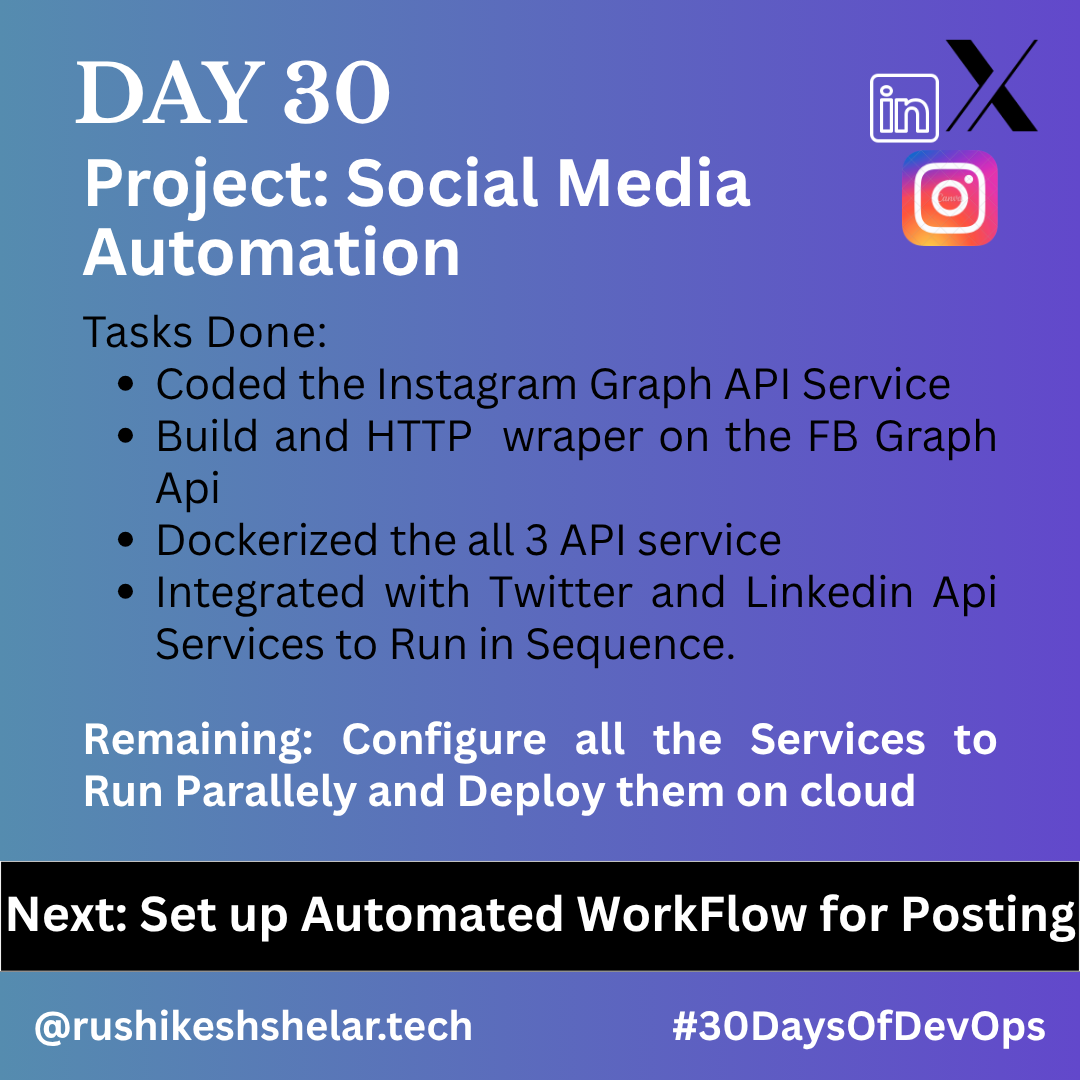 DAY 30
in X
Project: Social Media
Automation
Tasks Done:
• Coded the Instagram Graph API Service
• Build and HTTP wraper on the FB Graph
Api
• Dockerized the all 3 API service
• Integrated with Twitter and Linkedin Api
Services to Run in Sequence.
Remaining: Configure all the Services to
Run Parallely and Deploy them on cloud
Next: Set up Automated WorkFlow for Posting
@rushikeshshelar.tech
#30DaysOfDevOps